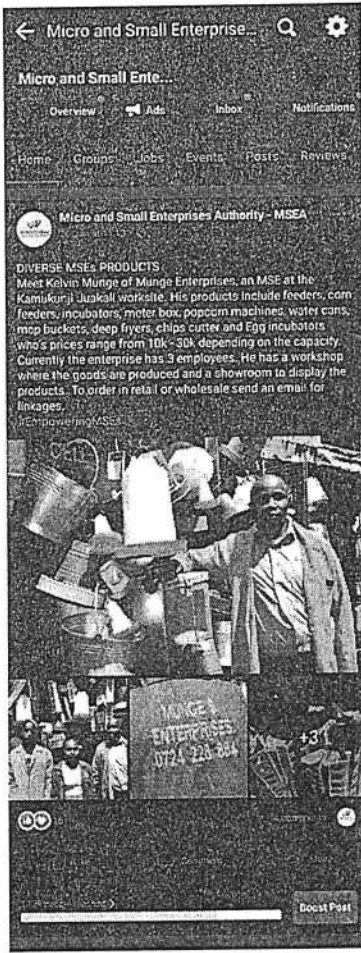 Micro and Small Enterprise...
Micro and Small Ente...
Overview
Ads
Inbox
Notifications
Home Groups Jobs Events Posts Reviews
Micro and Small Enterprises Authority - MSEA
DIVERSE MSEs PRODUCTS
Meet Kelvin Munge of Munge Enterprises, an MSE at the
Kamukunji Juakali worksite. His products include feeders, corn
feeders, incubators, meter box, popcorn machines, water cans,
mop buckets, deep fryers, chips cutter and Egg incubators
who's prices range from 10k - 30k depending on the capacity.
Currently the enterprise has 3 employees. He has a workshop
where the goods are produced and a showroom to display the
products. To order in retail or wholesale send an email for
linkages.
#EmpoweringMSEs
MUNGE
ENTERPRISES
0724 228 884
+31
Boost Post